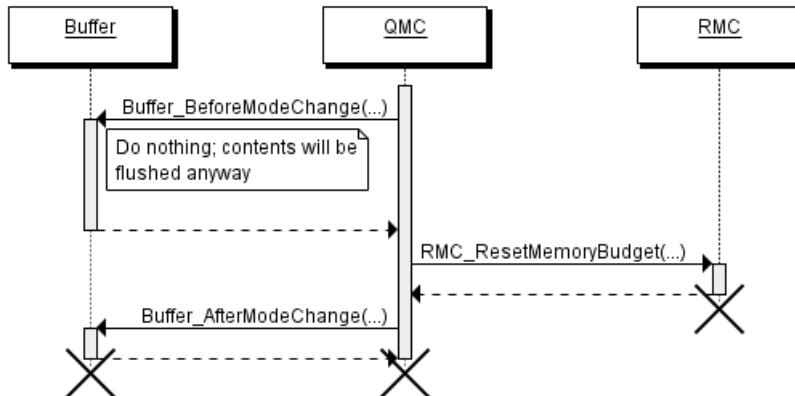 Buffer
QMC
RMC
Buffer_BeforeModeChange(...)
Do nothing; contents will be
flushed anyway
RMC_ResetMemoryBudget(...)
Buffer_AfterModeChange(...)